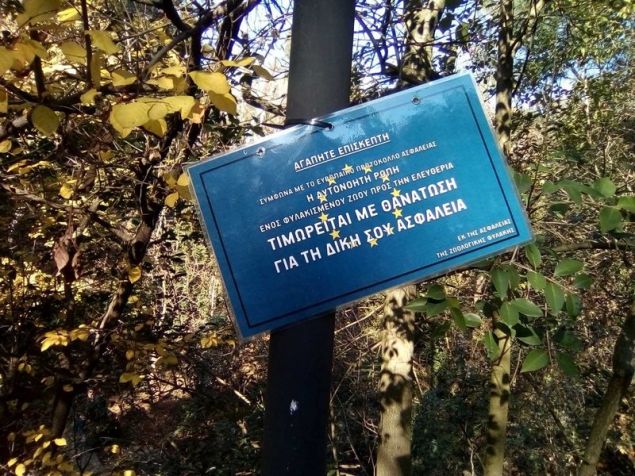 ΑΓΑΠΗΤΕ ΕΠΙΣΚΕΠΤΗ
ΣΥΜΦΩΝΑ ΜΕ ΤΟ ΕΥΡΩΠΑΪΚΟ ΠΡΩΤΟΚΟΛΛΟ ΑΣΦΑΛΕΙΑΣ
Η ΑΥΤΟΝΟΗΤΗ ΡΟΠΗ
ΕΝΟΣ ΦΥΛΑΚΙΣΜΕΝΟΥ ΖΩΟΥ ΠΡΟΣ ΤΗΝ ΕΛΕΥΘΕΡΙΑ
ΤΙΜΩΡΕΙΤΑΙ ΜΕ ΘΑΝΑΤΩΣΗ
ΓΙΑ ΤΗ ΔΙΚΗ ΣΟΥ ΑΣΦΑΛΕΙΑ
ΕΚ ΤΗΣ ΑΣΦΑΛΕΙΑΣ
ΤΗΣ ΖΩΟΛΟΓΙΚΗΣ ΦΥΛΑΚΗΣ